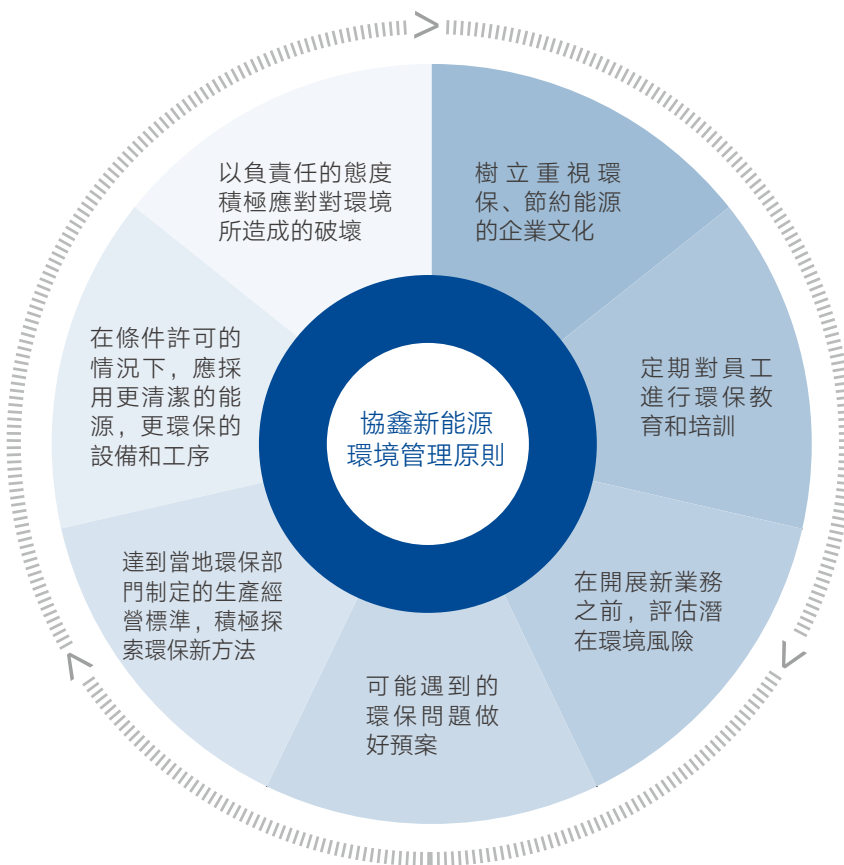 協鑫新能源
環境管理原則
樹立重視環
保、節約能源
的企業文化
定期對員工
進行環保教
育和培訓
在開展新業務
之前，評估潛
在環境風險
可能遇到的
環保問題做
好預案
達到當地環保部
門制定的生產經
營標準，積極探
索環保新方法
在條件許可的
情況下，應採
用更清潔的能
源，更環保的
設備和工序
以負責任的態度
積極應對對環境
所造成的破壞